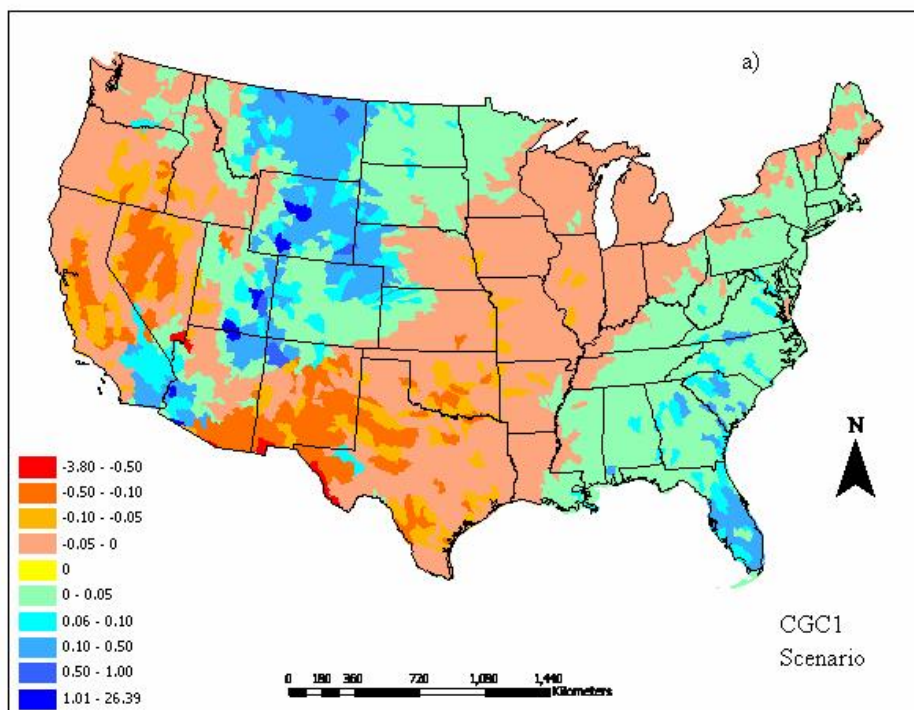 a)
N
-3.80 - -0.50
-0.50 - -0.10
-0.10 - -0.05
-0.05 - 0
0
0 - 0.05
0.06 - 0.10
0.10 - 0.50
0.50 - 1.00
1.01 - 26.39
CGC1
Scenario
0 180 360 720 1,080 1,440
Kilometers